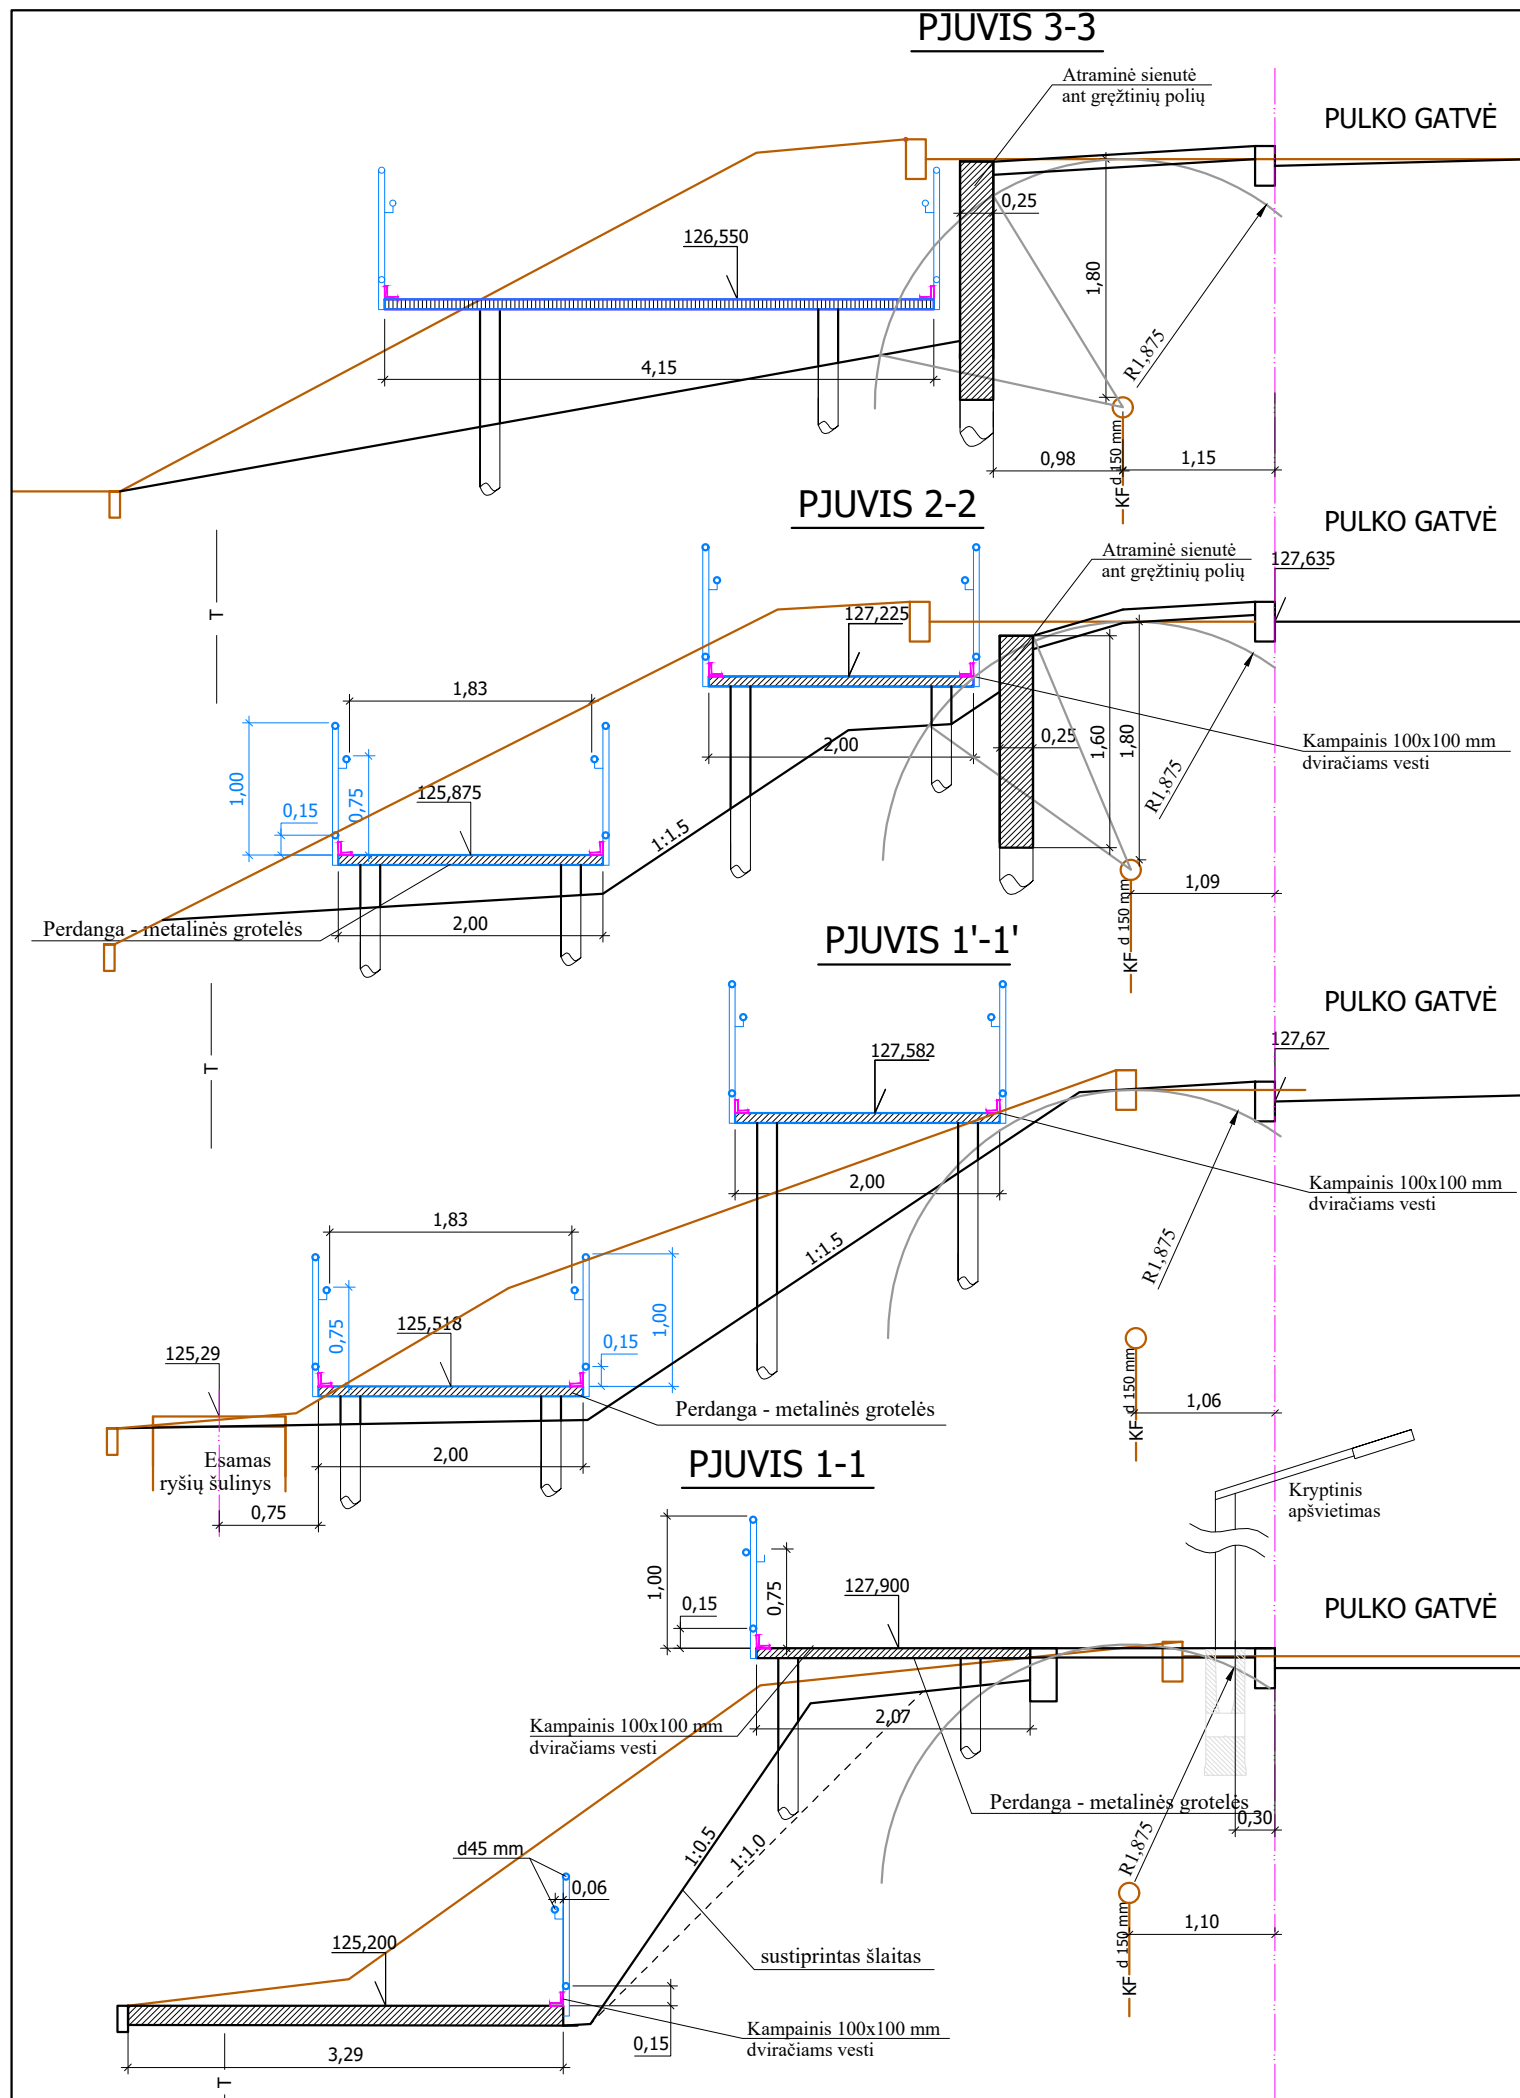 PJUVIS 3-3
Atraminė sienutė
ant gręžtinių polių
PULKO GATVĖ
0,25
126,550
1,80
R1,875
4,15
0,98
1,15
KF d 150 mm
PJUVIS 2-2
PULKO GATVĖ
Atraminė sienutė
ant gręžtinių polių
127,635
T
127,225
1,83
2,00
0,25
1,60
1,80
R1,875
Kampainis 100x100 mm
dviračiams vesti
1,00
0,15
0,75
125,875
1:1.5
1,09
Perdanga - metalinės grotelės
2,00
KF d 150 mm
PJUVIS 1'-1'
PULKO GATVĖ
T
127,582
127,67
2,00
Kampainis 100x100 mm
dviračiams vesti
1,83
1:1.5
R1,875
0,75
125,518
0,15
1,00
125,29
Perdanga - metalinės grotelės
KF d 150 mm
1,06
Esamas
ryšių šulinys
2,00
0,75
PJUVIS 1-1
Kryptinis
apšvietimas
1,00
0,15
0,75
127,900
PULKO GATVĖ
Kampainis 100x100 mm
dviračiams vesti
2,07
Perdanga - metalinės grotelės
0,30
R1,875
1:0.5
1:1.0
d45 mm
0,06
125,200
1,10
KF d 150 mm
sustiprintas šlaitas
Kampainis 100x100 mm
dviračiams vesti
0,15
3,29
T